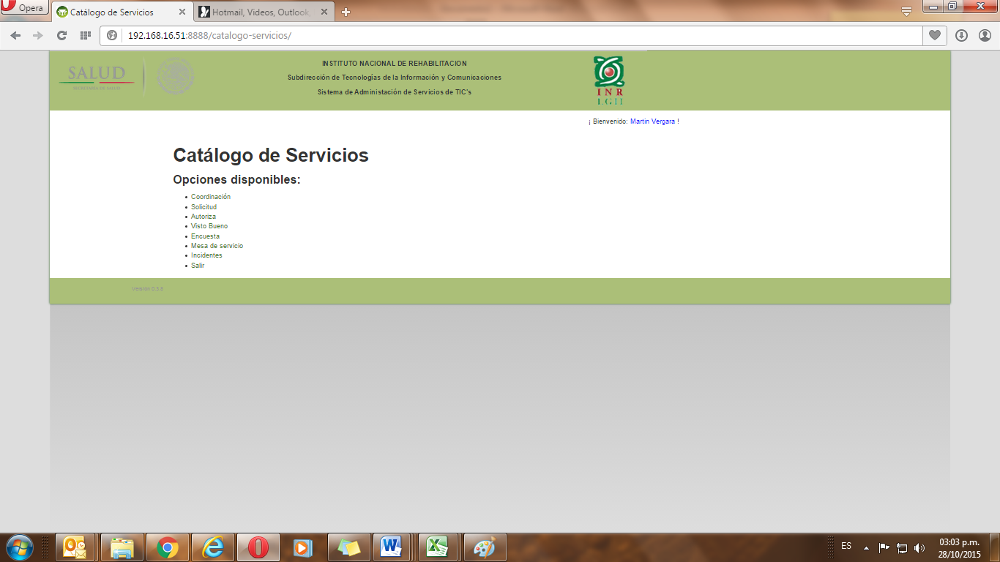 Opera
Catálogo de Servicios
Hotmail, Videos, Outlook,
192.168.16.51:8888/catalogo-servicios/
SALUD
SECRETARÍA DE SALUD
INSTITUTO NACIONAL DE REHABILITACION
Subdirección de Tecnologías de la Información y Comunicaciones
Sistema de Administación de Servicios de TIC's
INR
LGII
¡ Bienvenido: Martin Vergara !
Catálogo de Servicios
Opciones disponibles:
Coordinación
Solicitud
Autoriza
Visto Bueno
Encuesta
Mesa de servicio
Incidentes
Salir
Versión 0.3.6
ES
03:03 p.m.
28/10/2015